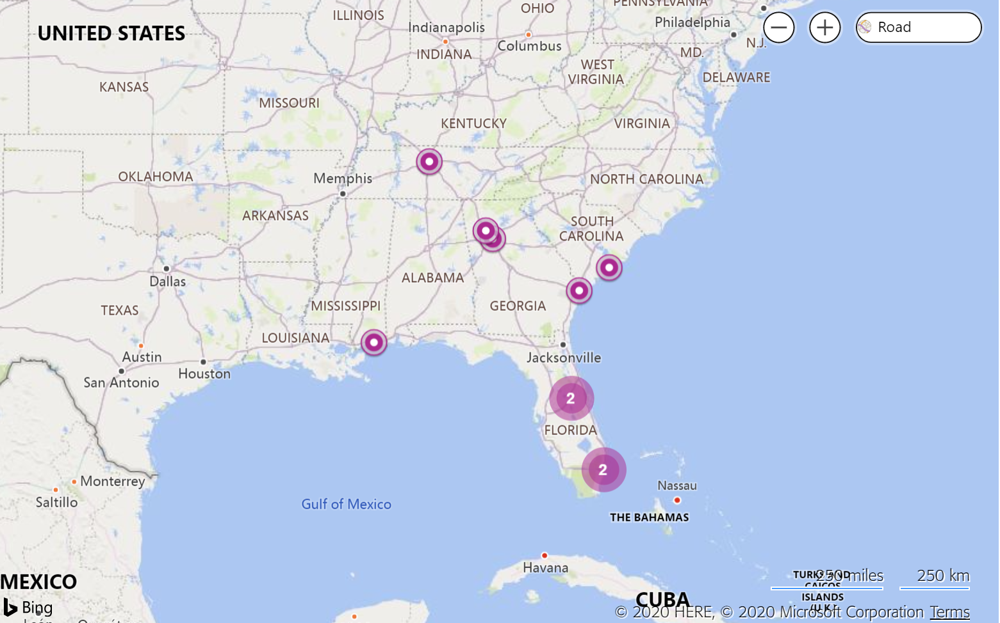 PENNSYLVANIA
OHIO
ILLINOIS
Philadelphia
Road
Indianapolis
UNITED STATES
Columbus
N.J.
INDIANA
MD.
WEST
VIRGINIA
DELAWARE
KANSAS
MISSOURI
KENTUCKY
VIRGINIA
OKLAHOMA
Memphis
NORTH CAROLINA
ARKANSAS
SOUTH
CAROLINA
Dallas
ALABAMA
TEXAS
MISSISSIPPI
GEORGIA
LOUISIANA
Austin
Jacksonville
Houston
San Antonio
2
FLORIDA
2
Monterrey
Nassau
Saltillo
Gulf of Mexico
THE BAHAMAS
Havana
TURKS AND
CAICOS
ISLANDS
(U.K.)
250 miles
250 km
MEXICO
CUBA
Bing
© 2020 HERE, © 2020 Microsoft Corporation Terms